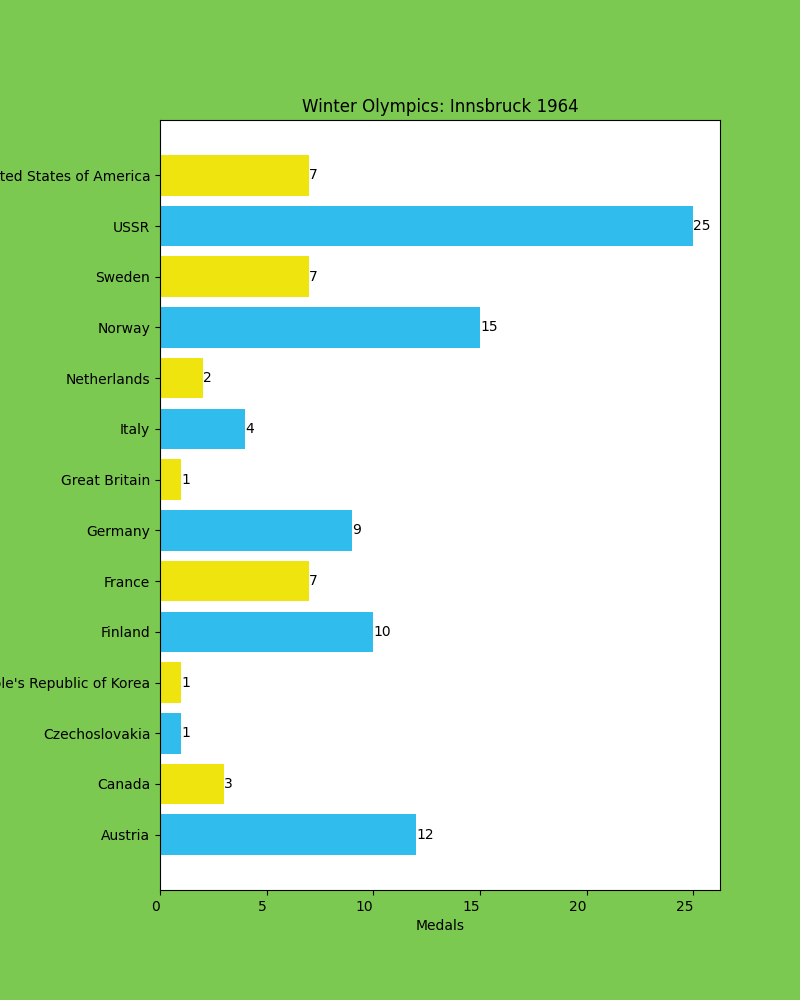 Winter Olympics: Innsbruck 1964
States of America 7
USSR 25
Sweden 7
Norway 15
Netherlands 2
Italy 4
Great Britain 1
Germany 9
France 7
Finland 10
Republic of Korea 1
Czechoslovakia 1
Canada 3
Austria 12
0 5 10 15 20 25
Medals